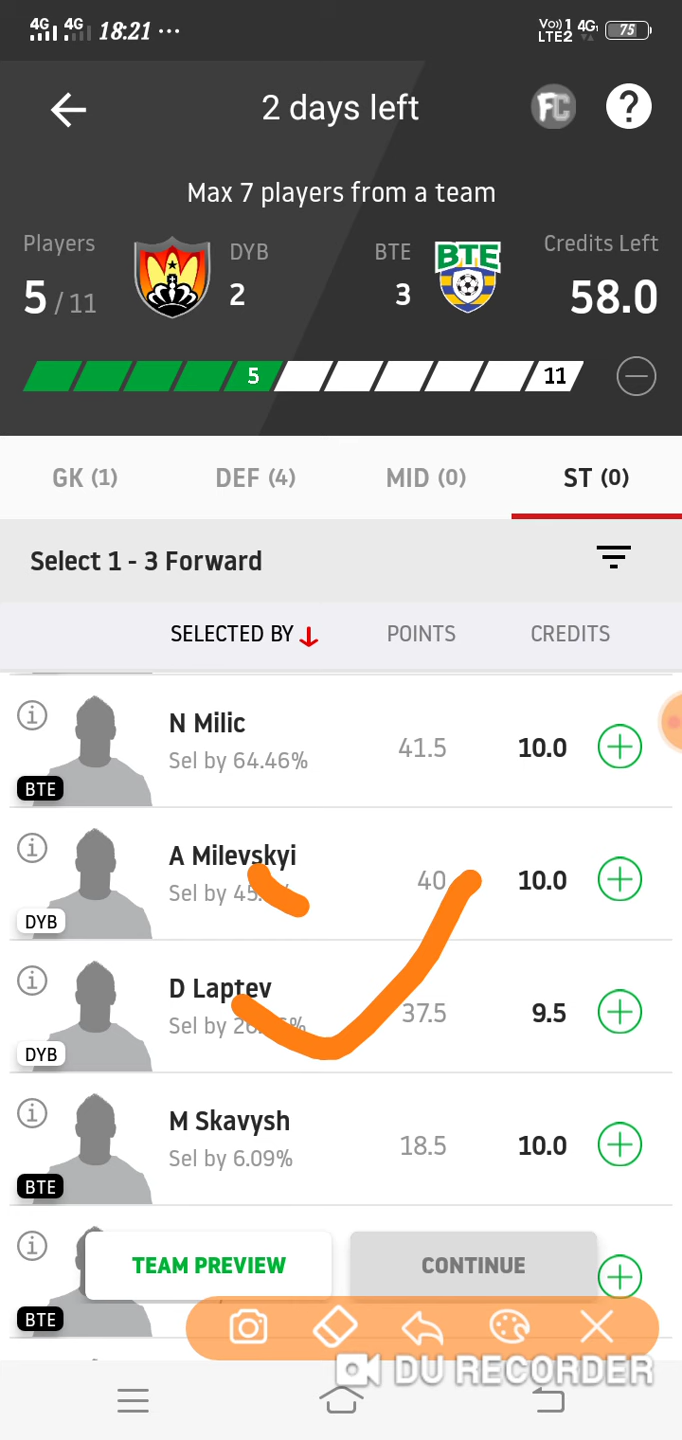 4G 4G 18:21 ... Vo)) 1 LTE2 4G 75
2 days left FC ?
Max 7 players from a team
Players DYB BTE BTE Credits Left
5 / 11 2 3 58.0
5 11
GK (1) DEF (4) MID (0) ST (0)
Select 1 - 3 Forward
SELECTED BY POINTS CREDITS
N Milic
Sel by 64.46% 41.5 10.0
BTE
A Milevskyi
Sel by 45. 40 10.0
DYB
D Laptev
Sel by 37.5 9.5
DYB
M Skavysh
Sel by 6.09% 18.5 10.0
BTE
TEAM PREVIEW CONTINUE
BTE
DU RECORDER